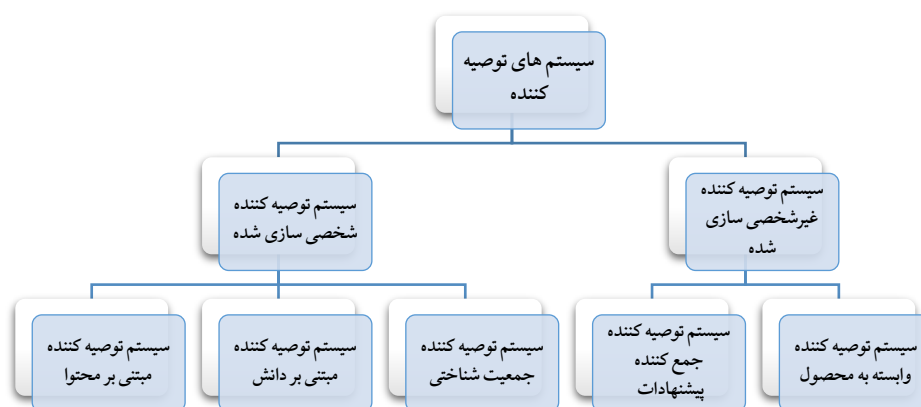 سیستم های توصیه
کننده
سیستم توصیه کننده
غیرشخصی سازی
شده
سیستم توصیه کننده
شخصی سازی شده
سیستم توصیه کننده
وابسته به محصول
سیستم توصیه کننده
جمع کننده
پیشنهادات
سیستم توصیه کننده
جمعیت شناختی
سیستم توصیه کننده
مبتنی بر دانش
سیستم توصیه کننده
مبتنی بر محتوا